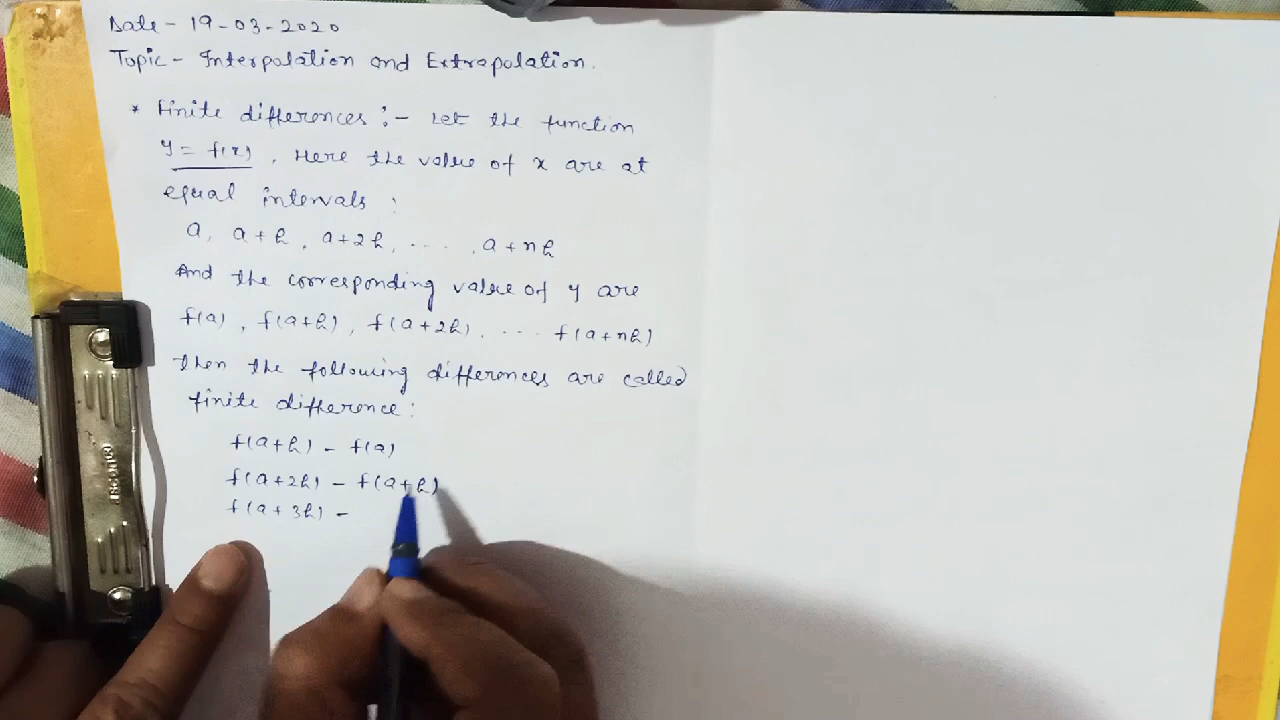 Date - 19-03-2020
Topic - Interpolation and Extrapolation.
* Finite differences :- Let the function
y = f(x) . Here the value of x are at
equal intervals :
a, a+h, a+2h, ...., a+nh
And the corresponding value of y are
f(a), f(a+h), f(a+2h), .... f(a+nh)
then the following differences are called
finite difference :
f(a+h) - f(a)
f(a+2h) - f(a+h)
f(a+3h) -